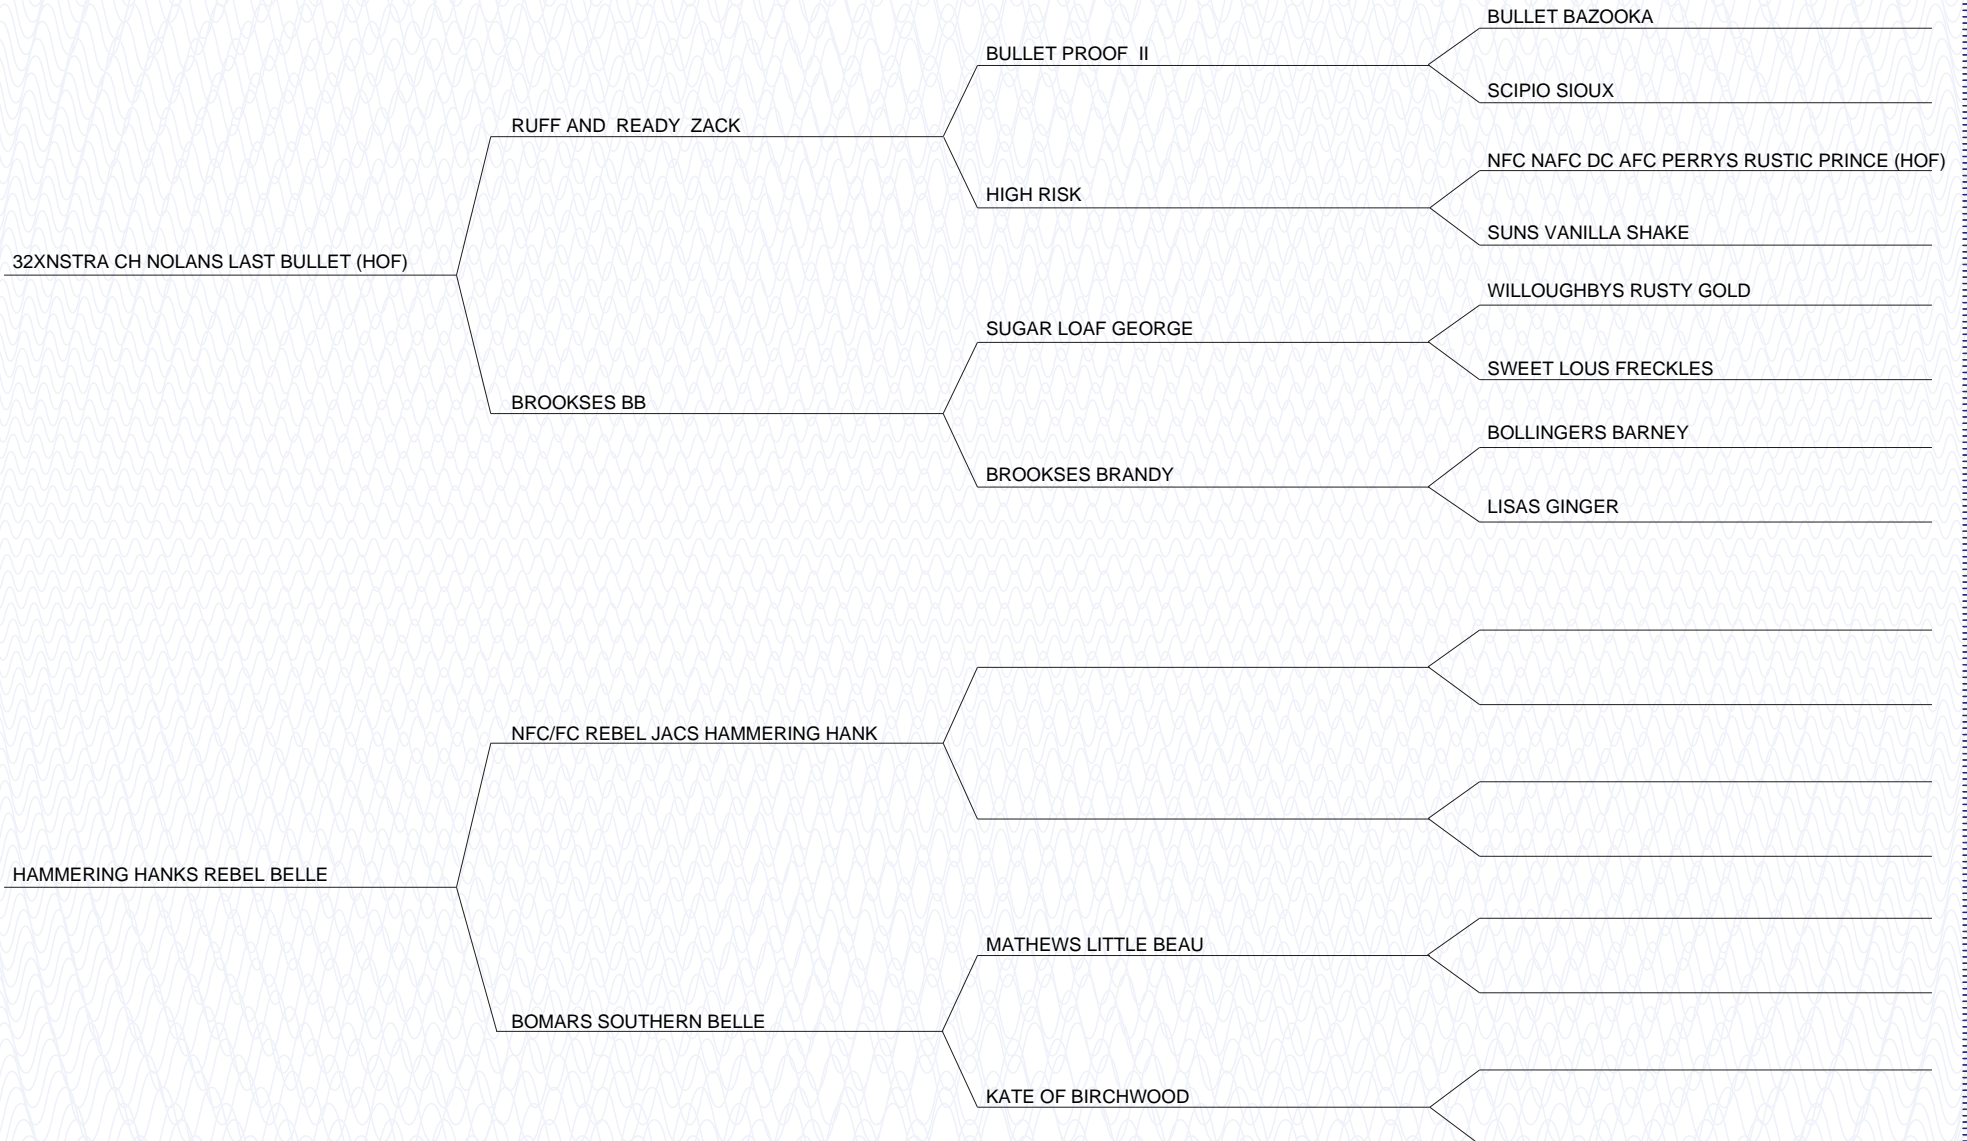 BULLET BAZOOKA
BULLET PROOF  II
SCIPIO SIOUX
RUFF AND  READY  ZACK
NFC NAFC DC AFC PERRYS RUSTIC PRINCE (HOF)
HIGH RISK
SUNS VANILLA SHAKE
32XNSTRA CH NOLANS LAST BULLET (HOF)
WILLOUGHBYS RUSTY GOLD
SUGAR LOAF GEORGE
SWEET LOUS FRECKLES
BROOKSES BB
BOLLINGERS BARNEY
BROOKSES BRANDY
LISAS GINGER
NFC/FC REBEL JACS HAMMERING HANK
HAMMERING HANKS REBEL BELLE
MATHEWS LITTLE BEAU
BOMARS SOUTHERN BELLE
KATE OF BIRCHWOOD